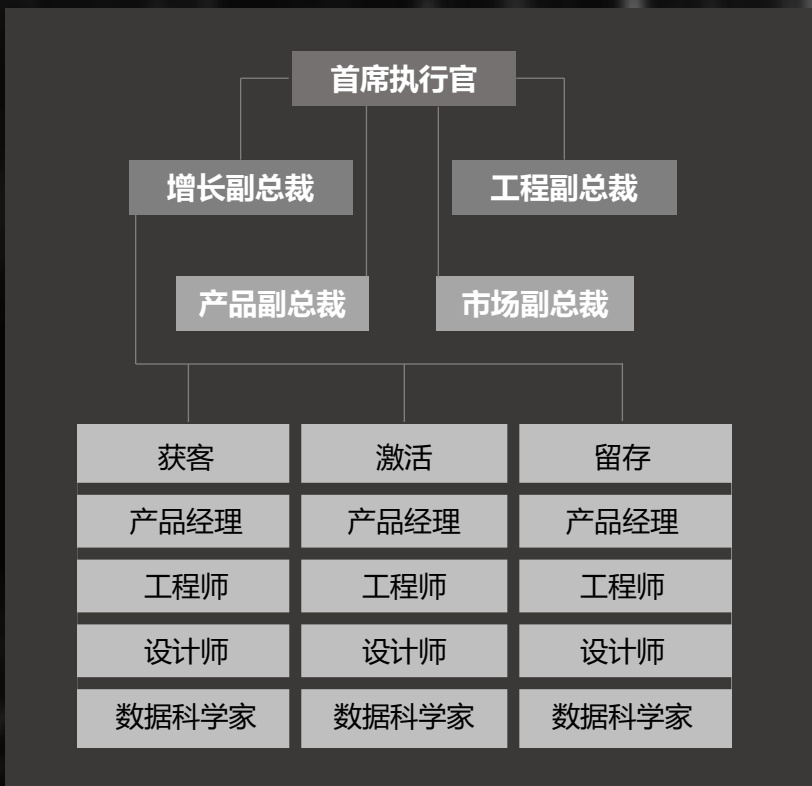 首席执行官
增长副总裁
工程副总裁
产品副总裁
市场副总裁
获客
激活
留存
产品经理
产品经理
产品经理
工程师
工程师
工程师
设计师
设计师
设计师
数据科学家
数据科学家
数据科学家